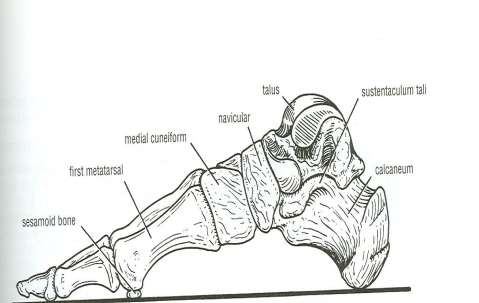 talus
sustentaculum tali
navicular
medial cuneiform
calcaneum
first metatarsal
sesamoid bone